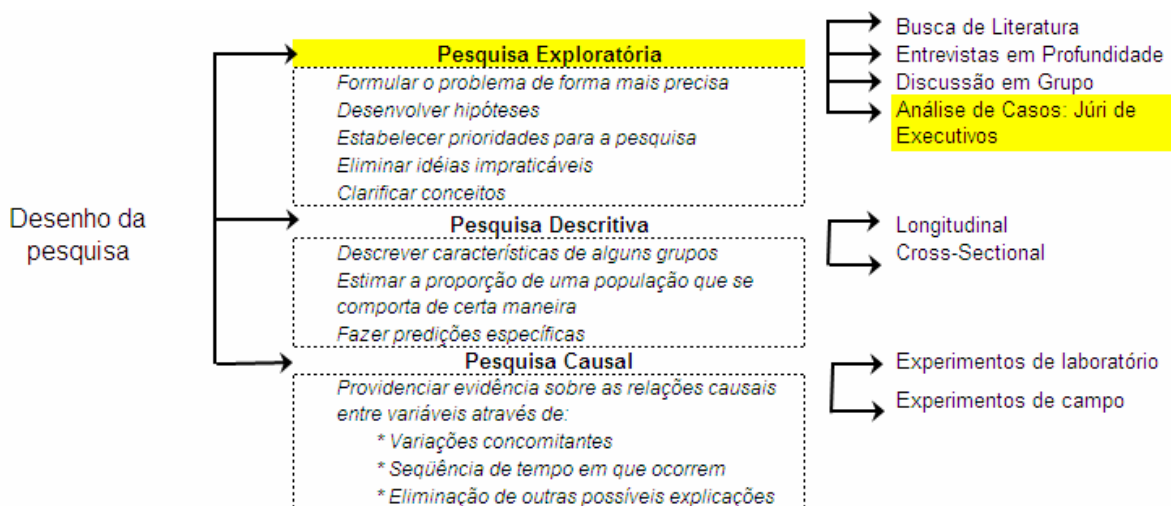 Desenho da
pesquisa
Pesquisa Exploratória
Formular o problema de forma mais precisa
Desenvolver hipóteses
Estabelecer prioridades para a pesquisa
Eliminar idéias impraticáveis
Clarificar conceitos
Busca de Literatura
Entrevistas em Profundidade
Discussão em Grupo
Análise de Casos: Júri de
Executivos
Pesquisa Descritiva
Descrever características de alguns grupos
Estimar a proporção de uma população que se
comporta de certa maneira
Fazer predições específicas
Longitudinal
Cross-Sectional
Pesquisa Causal
Providenciar evidência sobre as relações causais
entre variáveis através de:
* Variações concomitantes
* Seqüência de tempo em que ocorrem
* Eliminação de outras possíveis explicações
Experimentos de laboratório
Experimentos de campo